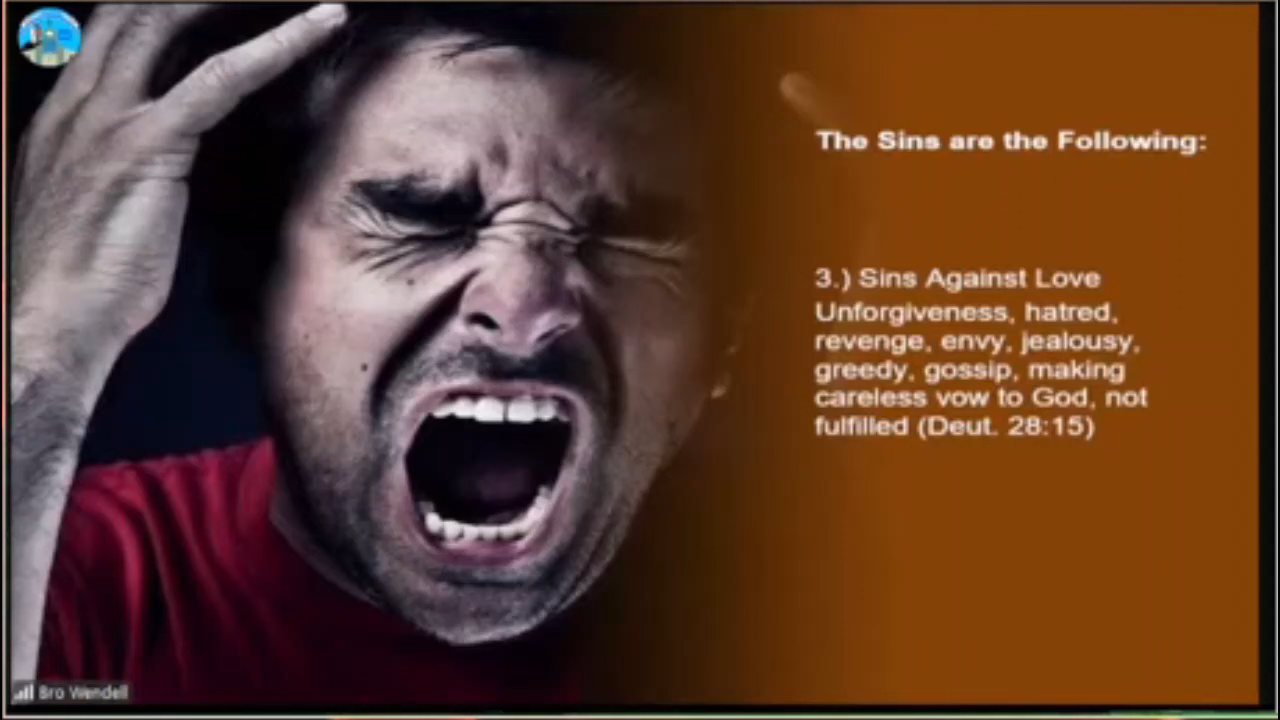 The Sins are the Following:
3.) Sins Against Love
Unforgiveness, hatred,
revenge, envy, jealousy,
greedy, gossip, making
careless vow to God, not
fulfilled (Deut. 28:15)
Bro Wendell